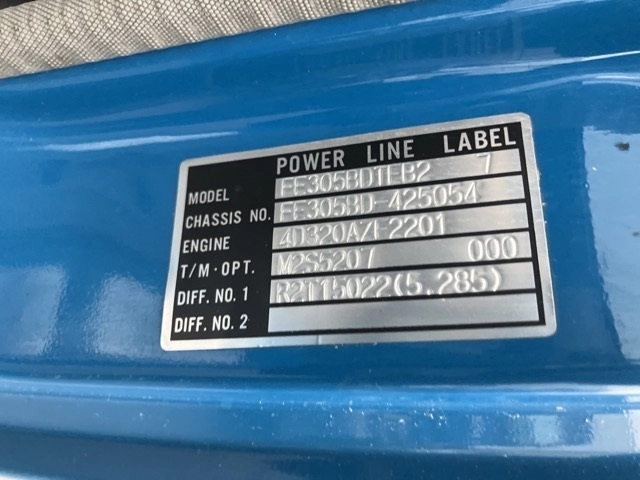 POWER LINE LABEL
MODEL FE305BD1EB2 7
CHASSIS NO. FE305BD-425054
ENGINE 4D320AZF2201
T/M·OPT. M2S5207 000
DIFF. NO. 1 R2T15022(5.285)
DIFF. NO. 2